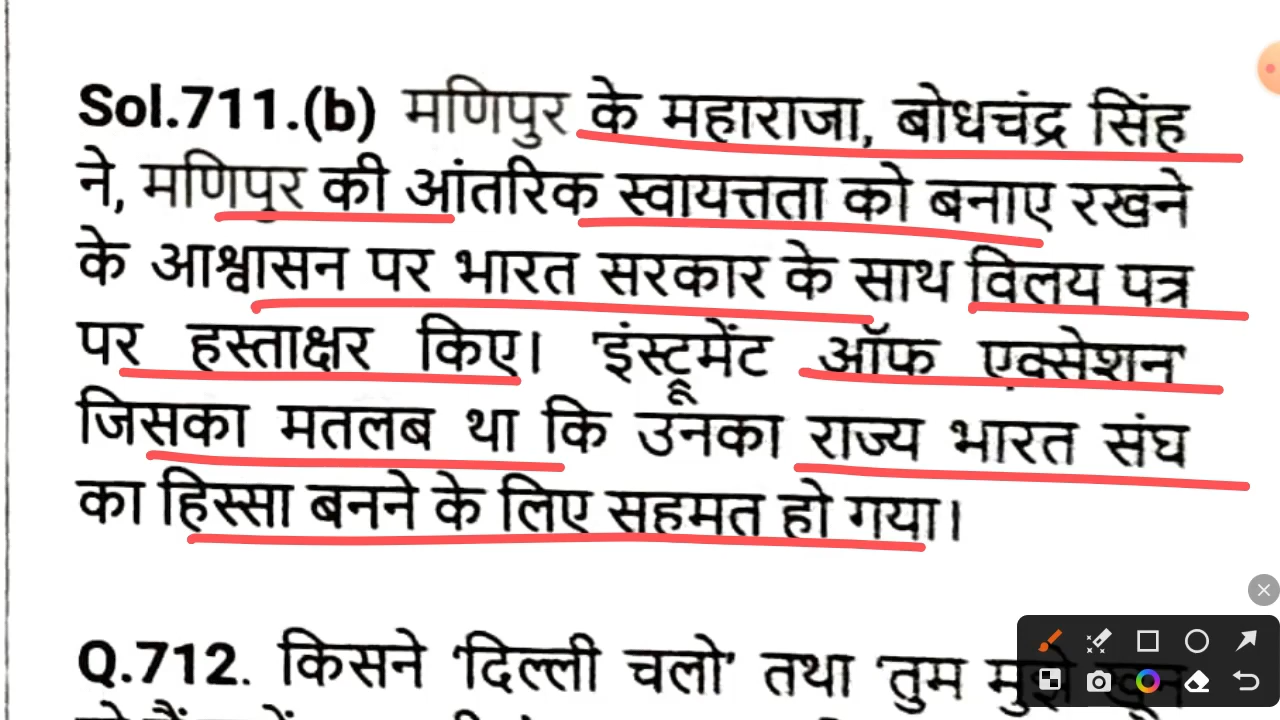 Sol.711.(b) मणिपुर के महाराजा, बोधचंद्र सिंह
ने, मणिपुर की आंतरिक स्वायत्तता को बनाए रखने
के आश्वासन पर भारत सरकार के साथ विलय पत्र
पर हस्ताक्षर किए। 'इंस्ट्रूमेंट ऑफ एक्सेशन'
जिसका मतलब था कि उनका राज्य भारत संघ
का हिस्सा बनने के लिए सहमत हो गया।
Q.712. किसने 'दिल्ली चलो' तथा 'तुम मुझे खून